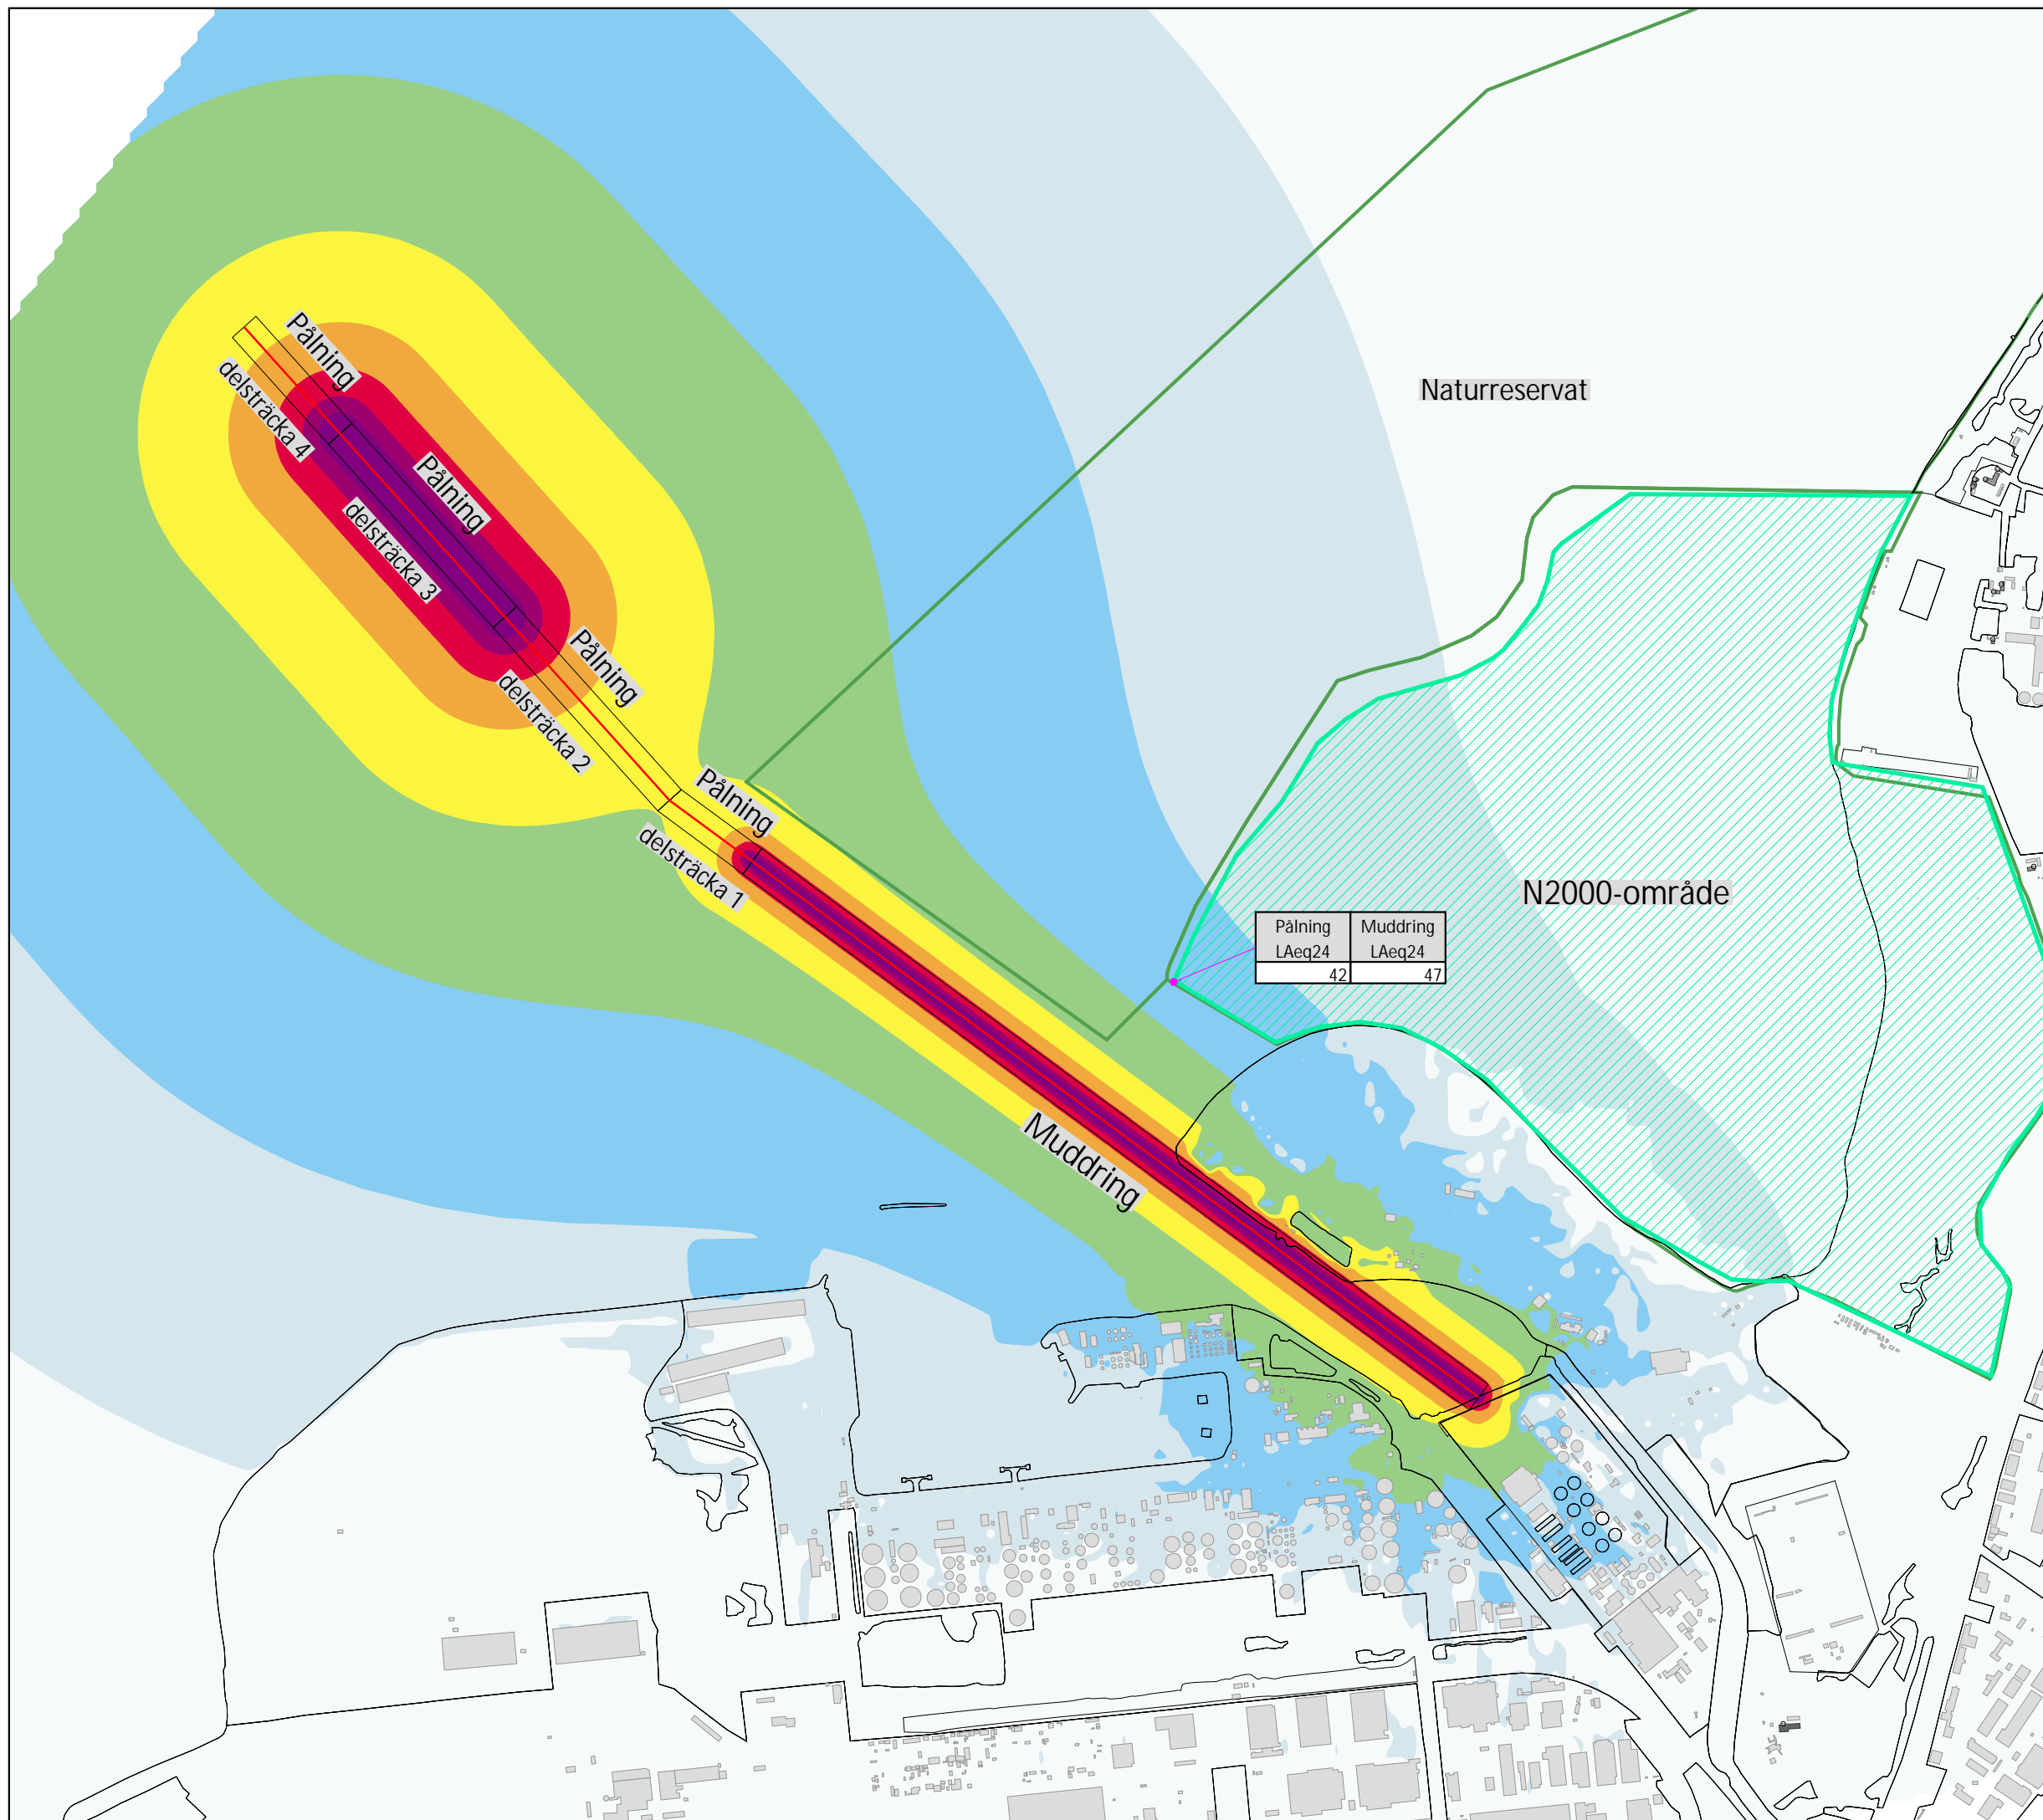 Pålning
delsträcka 4
Naturreservat
Pålning
delsträcka 3
Pålning
delsträcka 2
Pålning
delsträcka 1
N2000-område
Pålning Muddring
LAeq24 LAeq24
42 47
Muddring